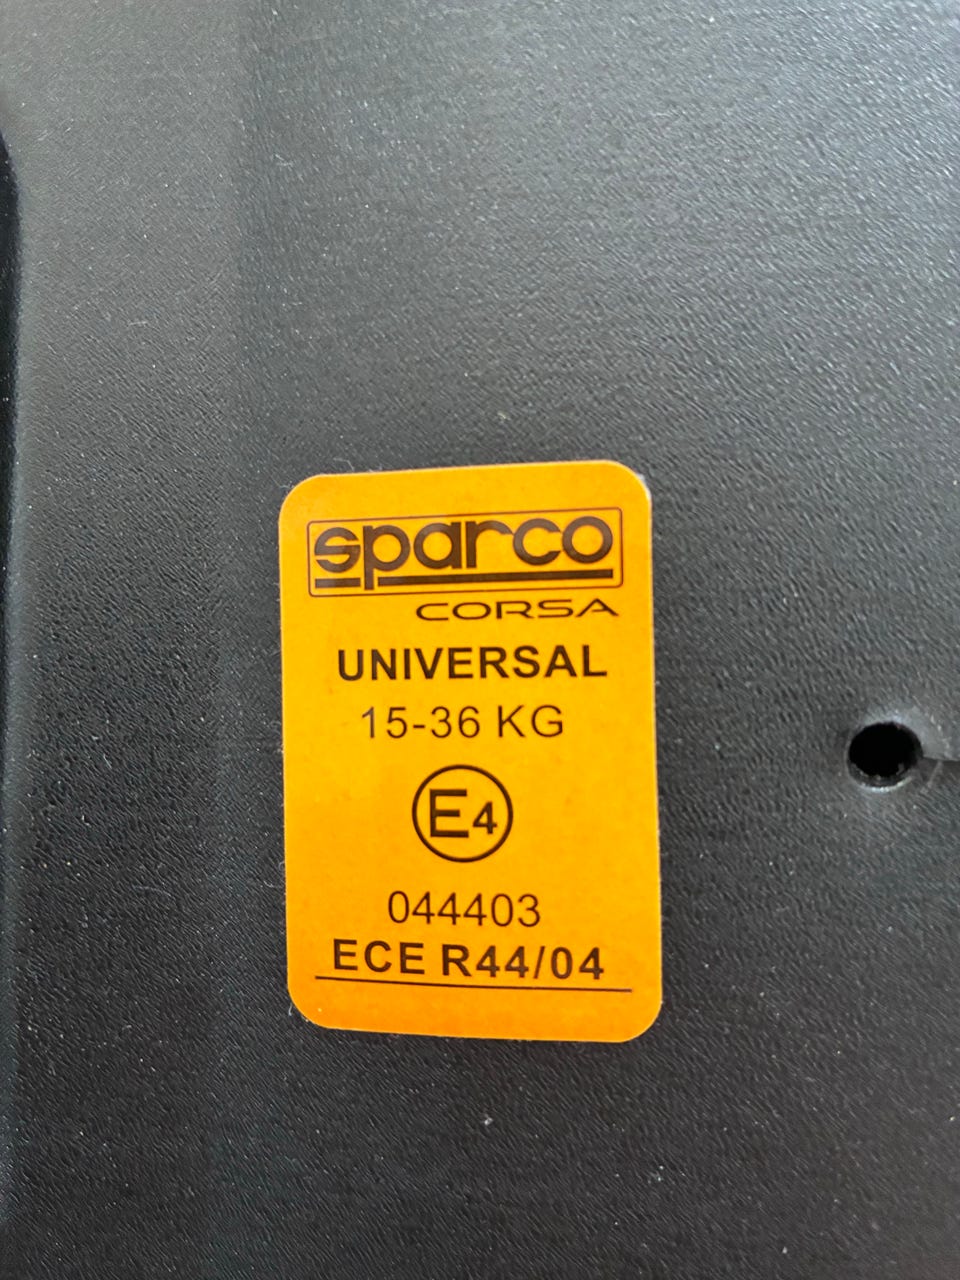 sparco
CORSA
UNIVERSAL
15-36 KG
E4
044403
ECE R44/04